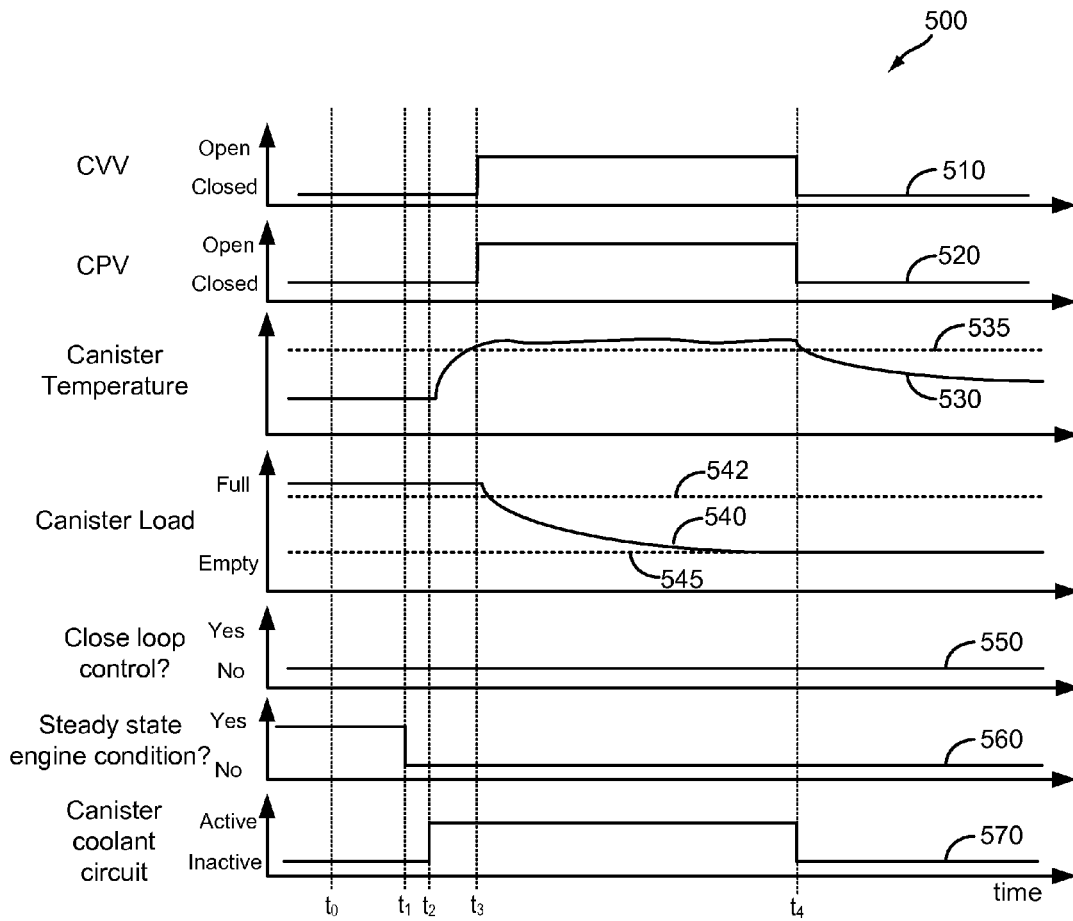 500
CVV
Open
Closed
510
CPV
Open
Closed
520
Canister
Temperature
535
530
Canister Load
Full
Empty
542
540
545
Close loop
control?
Yes
No
550
Steady state
engine condition?
Yes
No
560
Canister
coolant
circuit
Active
Inactive
570
t0
t1
t2
t3
t4
time